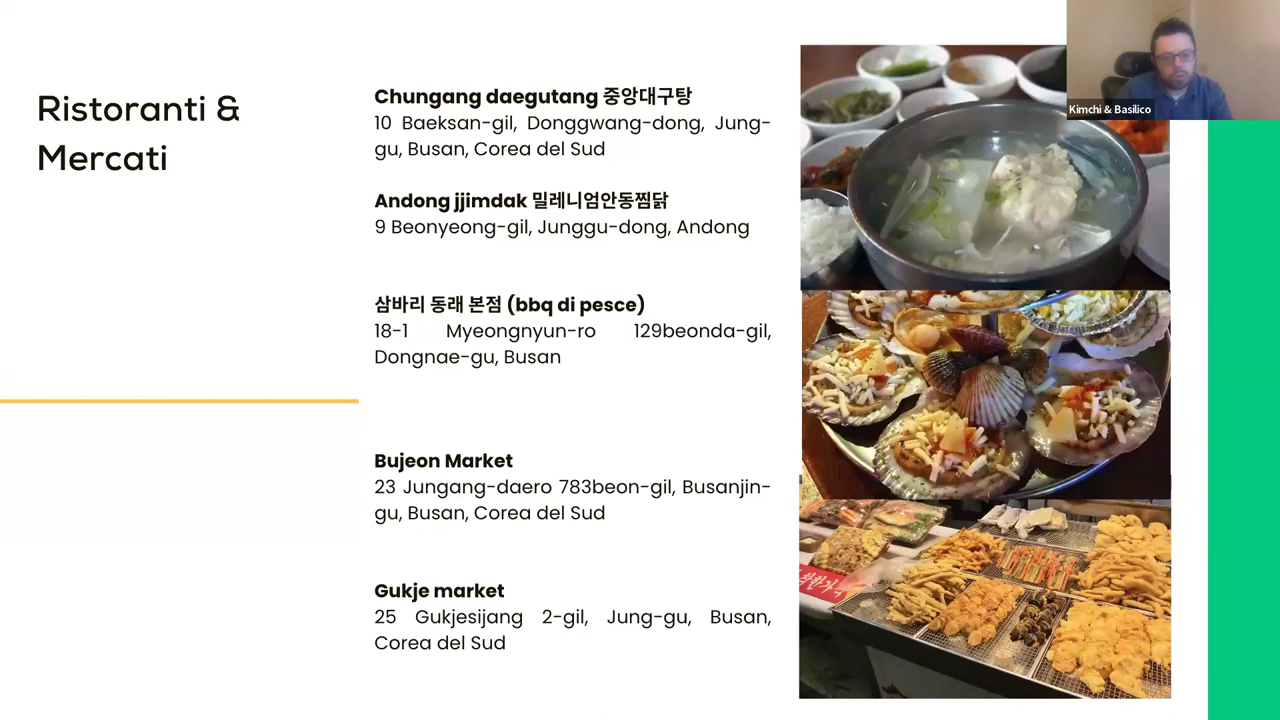 Ristoranti &
Mercati
Chungang daegutang 중앙대구탕
10 Baeksan-gil, Donggwang-dong, Jung-
gu, Busan, Corea del Sud
Andong jjimdak 밀레니엄안동찜닭
9 Beonyeong-gil, Junggu-dong, Andong
삼바리 동래 본점 (bbq di pesce)
18-1 Myeongnyun-ro 129beonda-gil,
Dongnae-gu, Busan
Bujeon Market
23 Jungang-daero 783beon-gil, Busanjin-
gu, Busan, Corea del Sud
Gukje market
25 Gukjesijang 2-gil, Jung-gu, Busan,
Corea del Sud
Kimchi & Basilico